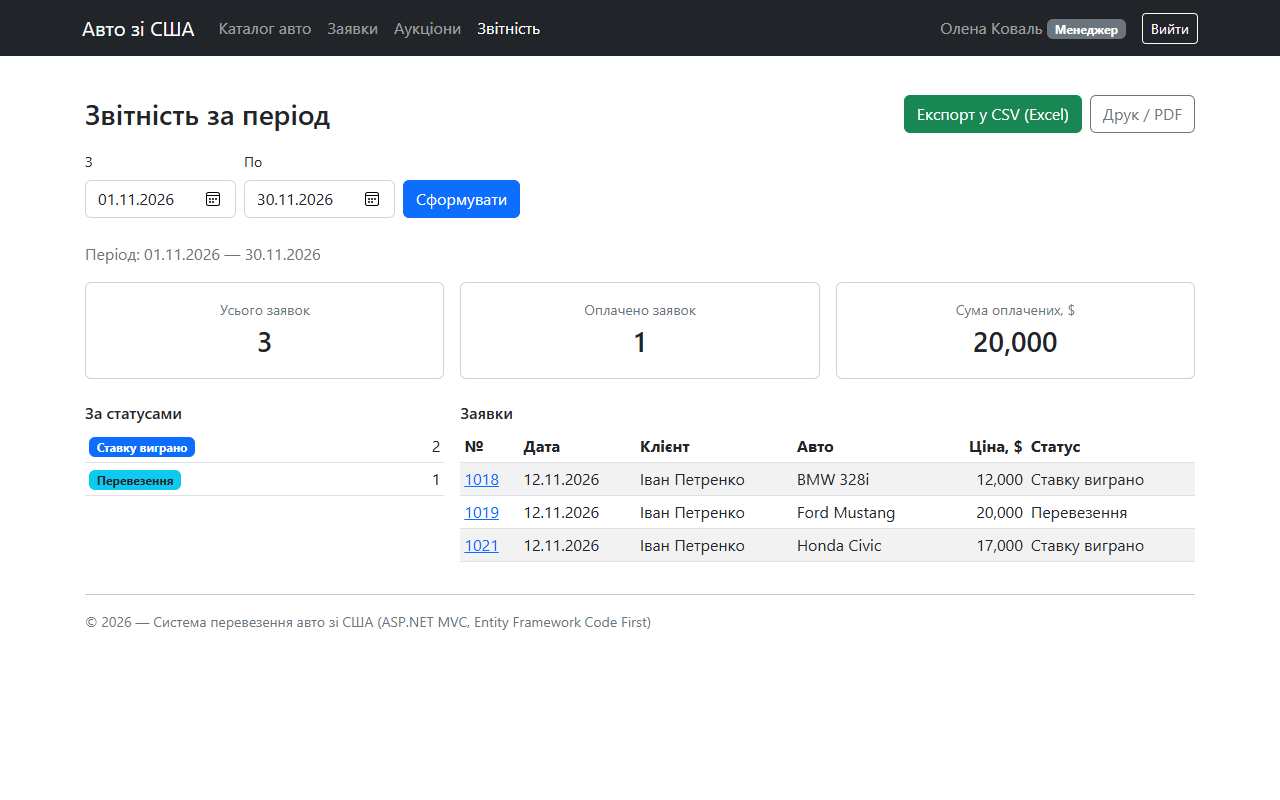 Авто зі США Каталог авто Заявки Аукціони Звітність Олена Коваль Менеджер Вийти
Звітність за період Експорт у CSV (Excel) Друк / PDF
З По
01.11.2026 30.11.2026 Сформувати
Період: 01.11.2026 — 30.11.2026
Усього заявок Оплачено заявок Сума оплачених, $
3 1 20,000
За статусами
Ставку виграно 2
Перевезення 1
Заявки
№ Дата Клієнт Авто Ціна, $ Статус
1018 12.11.2026 Іван Петренко BMW 328i 12,000 Ставку виграно
1019 12.11.2026 Іван Петренко Ford Mustang 20,000 Перевезення
1021 12.11.2026 Іван Петренко Honda Civic 17,000 Ставку виграно
© 2026 — Система перевезення авто зі США (ASP.NET MVC, Entity Framework Code First)